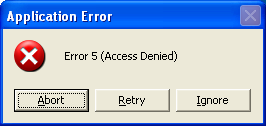 Application Error
Error 5 (Access Denied)
Abort
Retry
Ignore